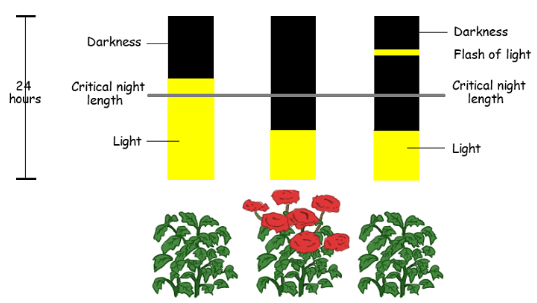 Darkness
24
hours
Critical night
length
Light
Darkness
Flash of light
Critical night
length
Light